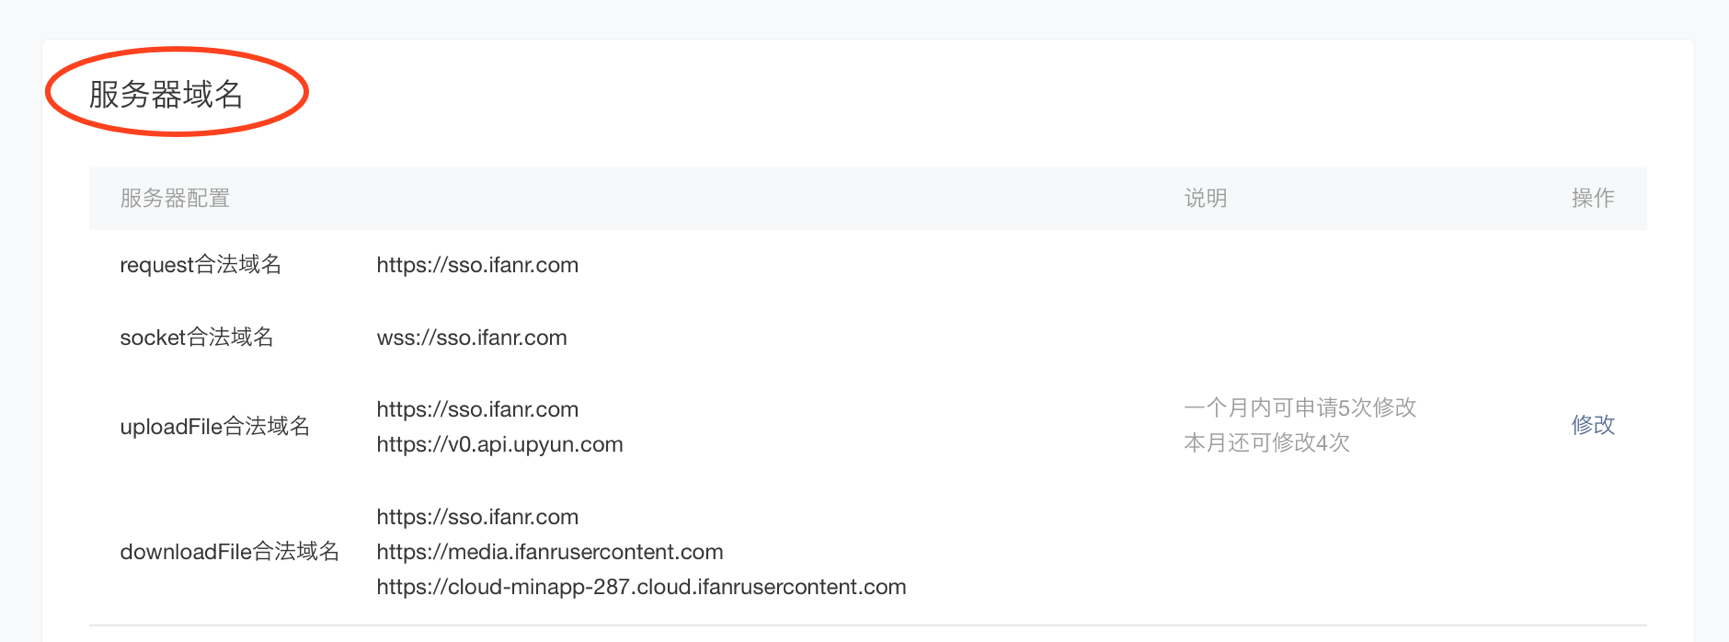 服务器域名
服务器配置 说明 操作
request合法域名 https://sso.ifanr.com
socket合法域名 wss://sso.ifanr.com
uploadFile合法域名 https://sso.ifanr.com
https://v0.api.upyun.com
一个月内可申请5次修改
本月还可修改4次
修改
downloadFile合法域名 https://sso.ifanr.com
https://media.ifanrusercontent.com
https://cloud-minapp-287.cloud.ifanrusercontent.com